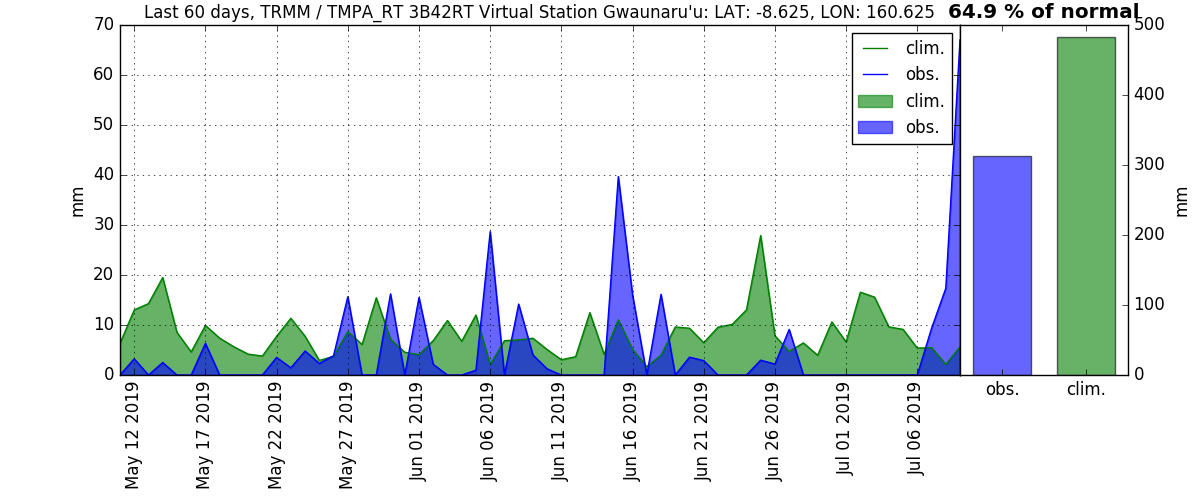 Last 60 days, TRMM / TMPA_RT 3B42RT Virtual Station Gwaunaru'u: LAT: -8.625, LON: 160.625 64.9 % of normal
70
60
50
40
30
20
10
0
mm
clim.
obs.
clim.
obs.
500
400
300
200
100
0
mm
May 12 2019
May 17 2019
May 22 2019
May 27 2019
Jun 01 2019
Jun 06 2019
Jun 11 2019
Jun 16 2019
Jun 21 2019
Jun 26 2019
Jul 01 2019
Jul 06 2019
obs.
clim.